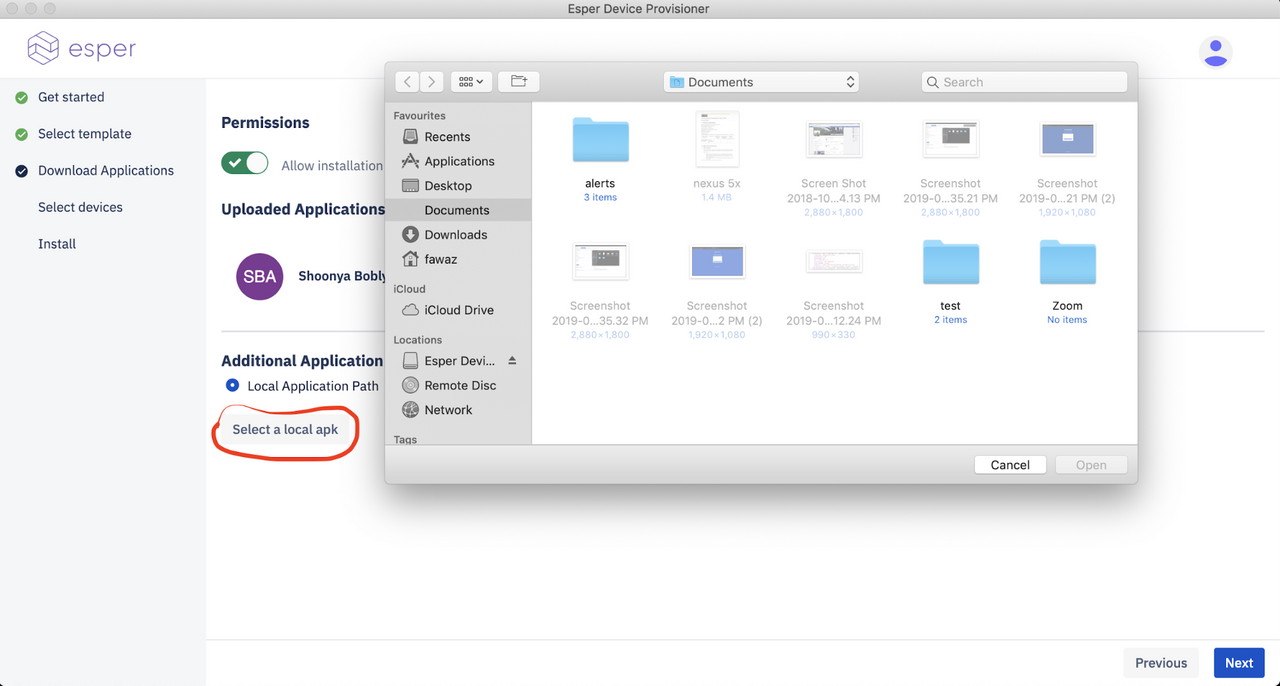 Esper Device Provisioner
esper
Get started
Select template
Download Applications
Select devices
Install
Permissions
Allow installation
Uploaded Applications
SBA
Shoonya Bobly
Additional Application
Local Application Path
Select a local apk
Documents
Search
Favourites
Recents
Applications
Desktop
Documents
Downloads
fawaz
iCloud
iCloud Drive
Locations
Esper Devi...
Remote Disc
Network
Tags
alerts
3 items
nexus 5x
1.4 MB
Screen Shot
2018-10...4.13 PM
2,880×1,800
Screenshot
2019-0...35.21 PM
2,880×1,800
Screenshot
2019-0...21 PM (2)
1,920×1,080
Screenshot
2019-0...35.32 PM
2,880×1,800
Screenshot
2019-0...2 PM (2)
1,920×1,080
Screenshot
2019-0...12.24 PM
990×330
test
2 items
Zoom
No items
Cancel
Open
Previous
Next